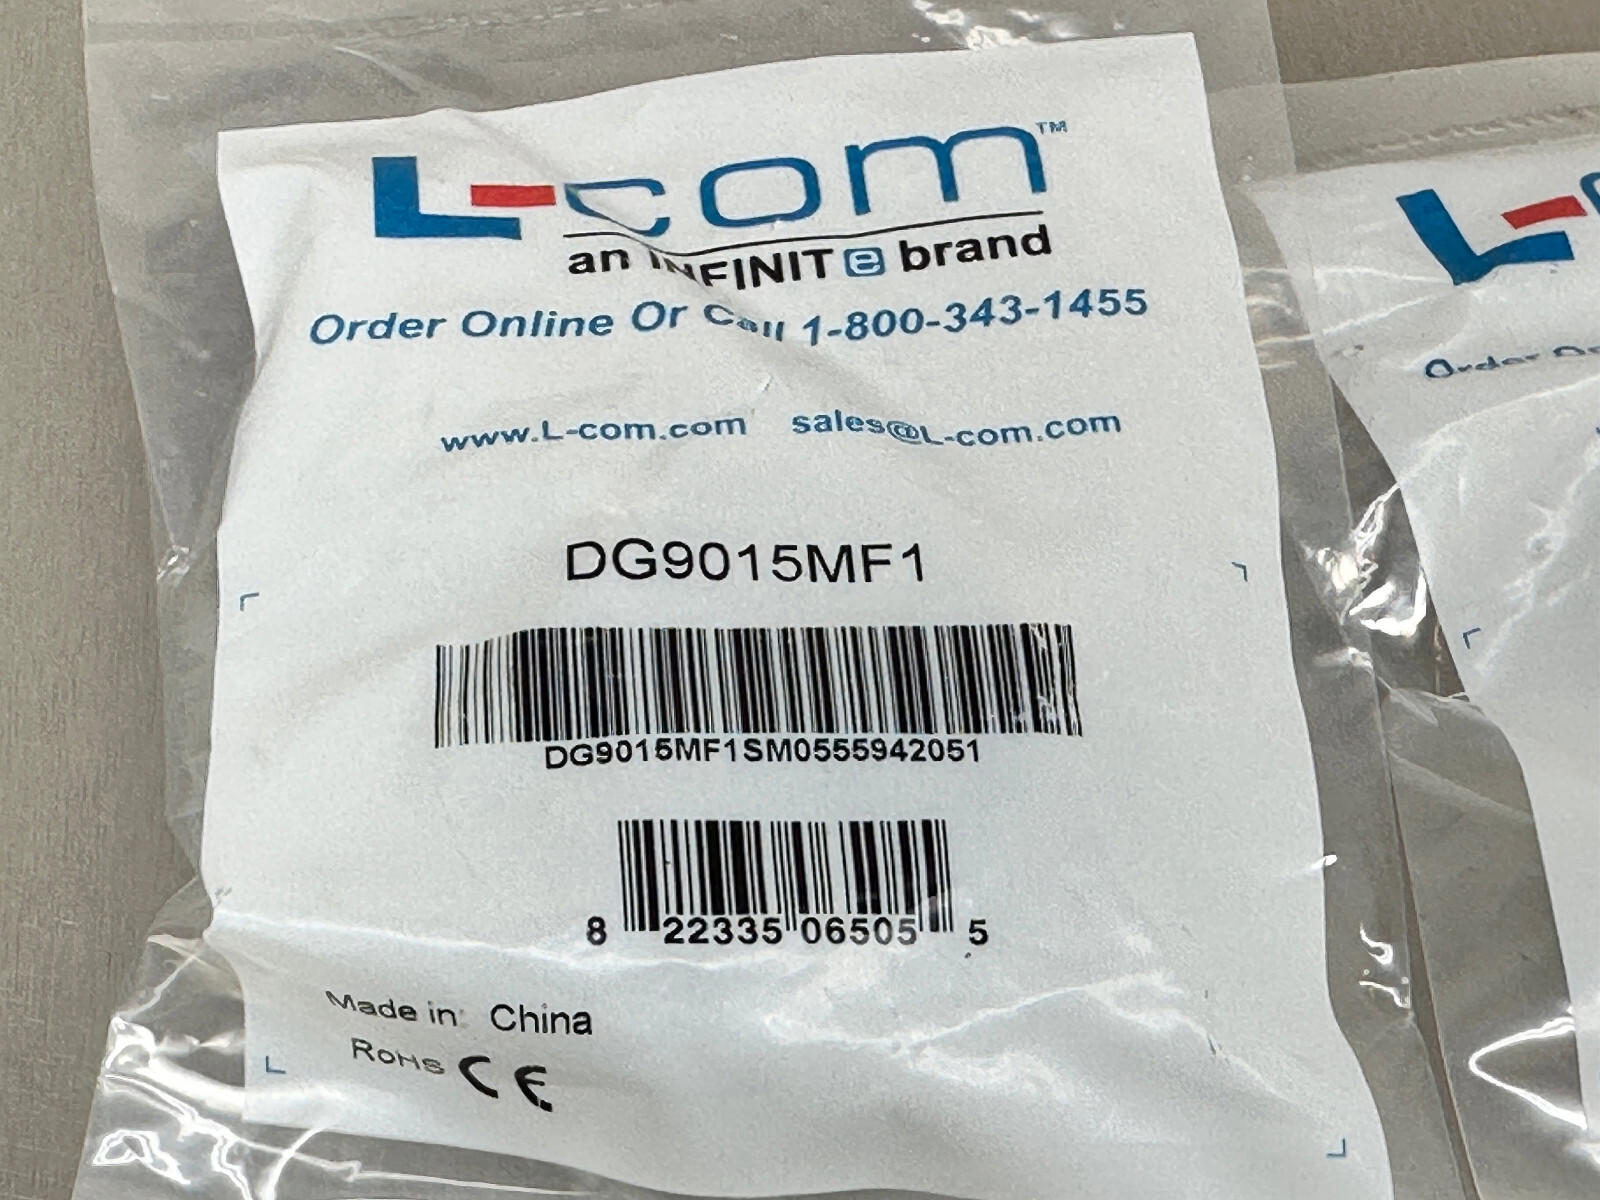 L-com™
an INFINITe brand
Order Online Or Call 1-800-343-1455
www.L-com.com sales@L-com.com
DG9015MF1
DG9015MF1SM0555942051
8 22335 06505 5
Made in: China
RoHS CE
L-
Order